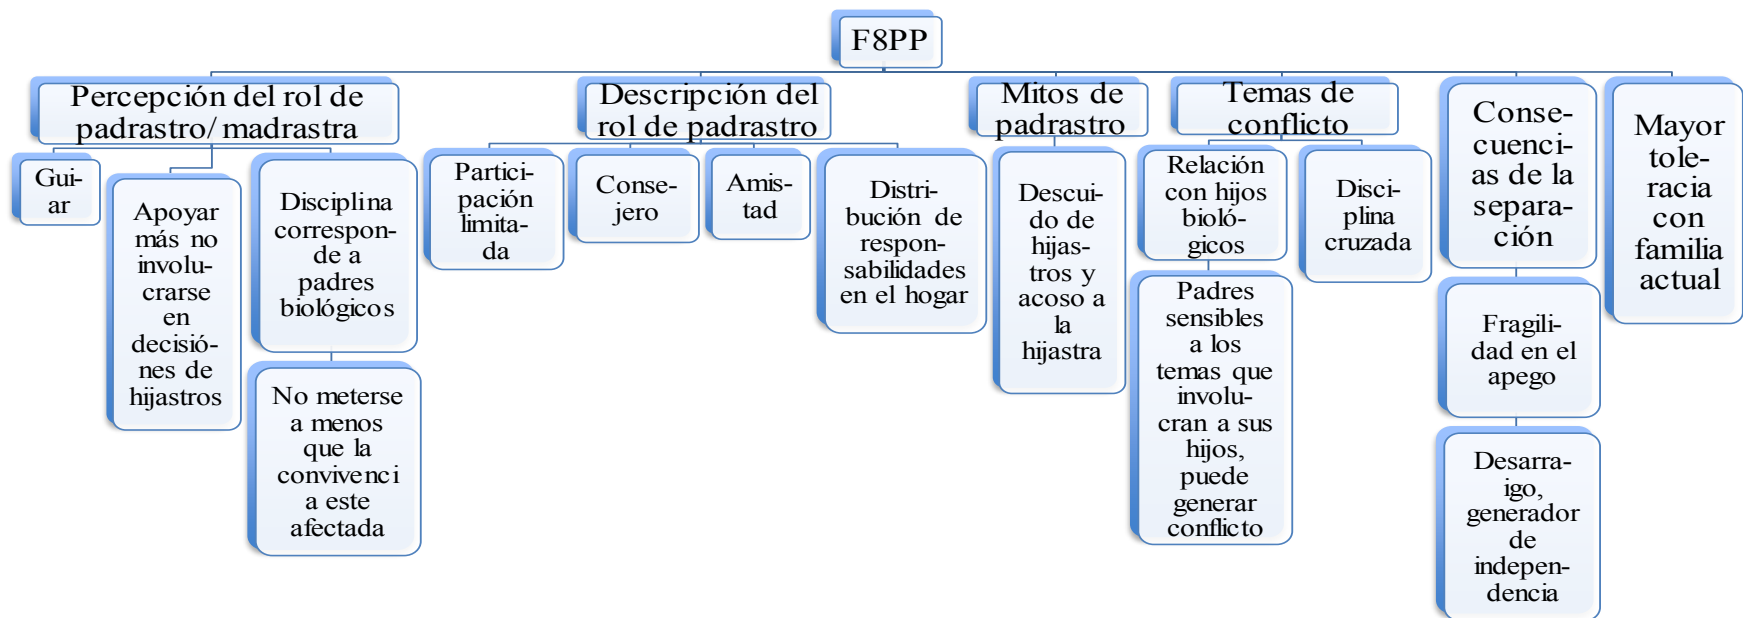 F8PP
Percepción del rol de
padrastro/ madrastra
Gui-
ar
Apoyar
más no
involu-
crarse
en
decisió-
nes de
hijastros
Disciplina
correspon-
de a
padres
biológicos
No meterse
a menos
que la
convivenci
a este
afectada
Descripción del
rol de padrastro
Partici-
pación
limita-
da
Conse-
jero
Amis-
tad
Distri-
bución de
respon-
sabilidades
en el hogar
Mitos de
padrastro
Descui-
do de
hijas-
tros y
acoso a
la
hijastra
Temas de
conflicto
Relación
con hijos
bioló-
gicos
Padres
sensibles
a los
temas que
involu-
cran a sus
hijos,
puede
generar
conflicto
Disci-
plina
cruzada
Conse-
cuenci-
as de la
separa-
ción
Fragili-
dad en el
apego
Desarra-
igo,
generador
de
indepen-
dencia
Mayor
tole-
racia
con
familia
actual